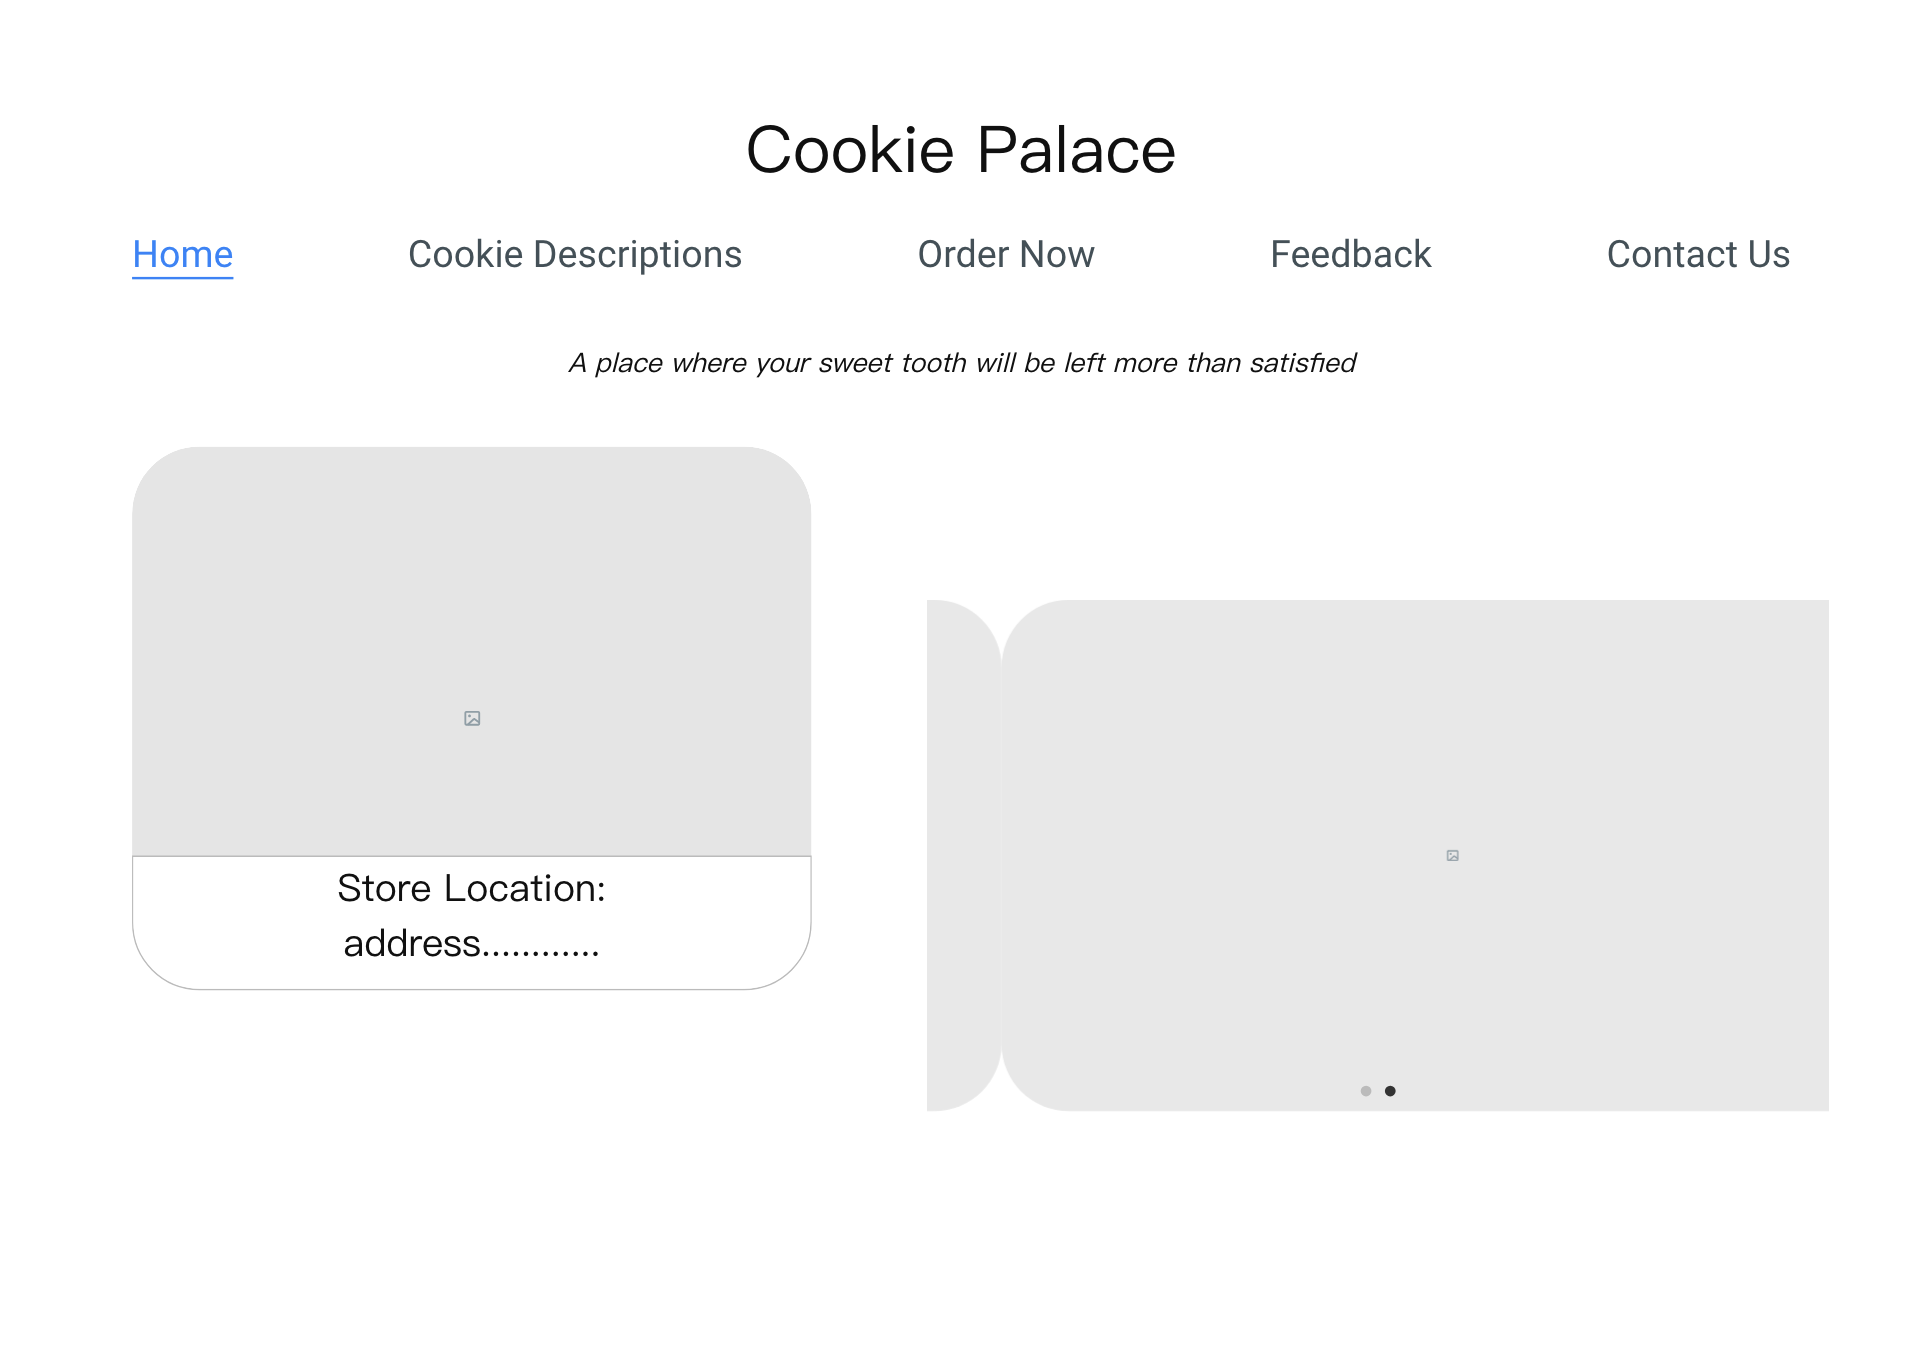 Cookie Palace
Home Cookie Descriptions Order Now Feedback Contact Us
A place where your sweet tooth will be left more than satisfied
Store Location:
address............